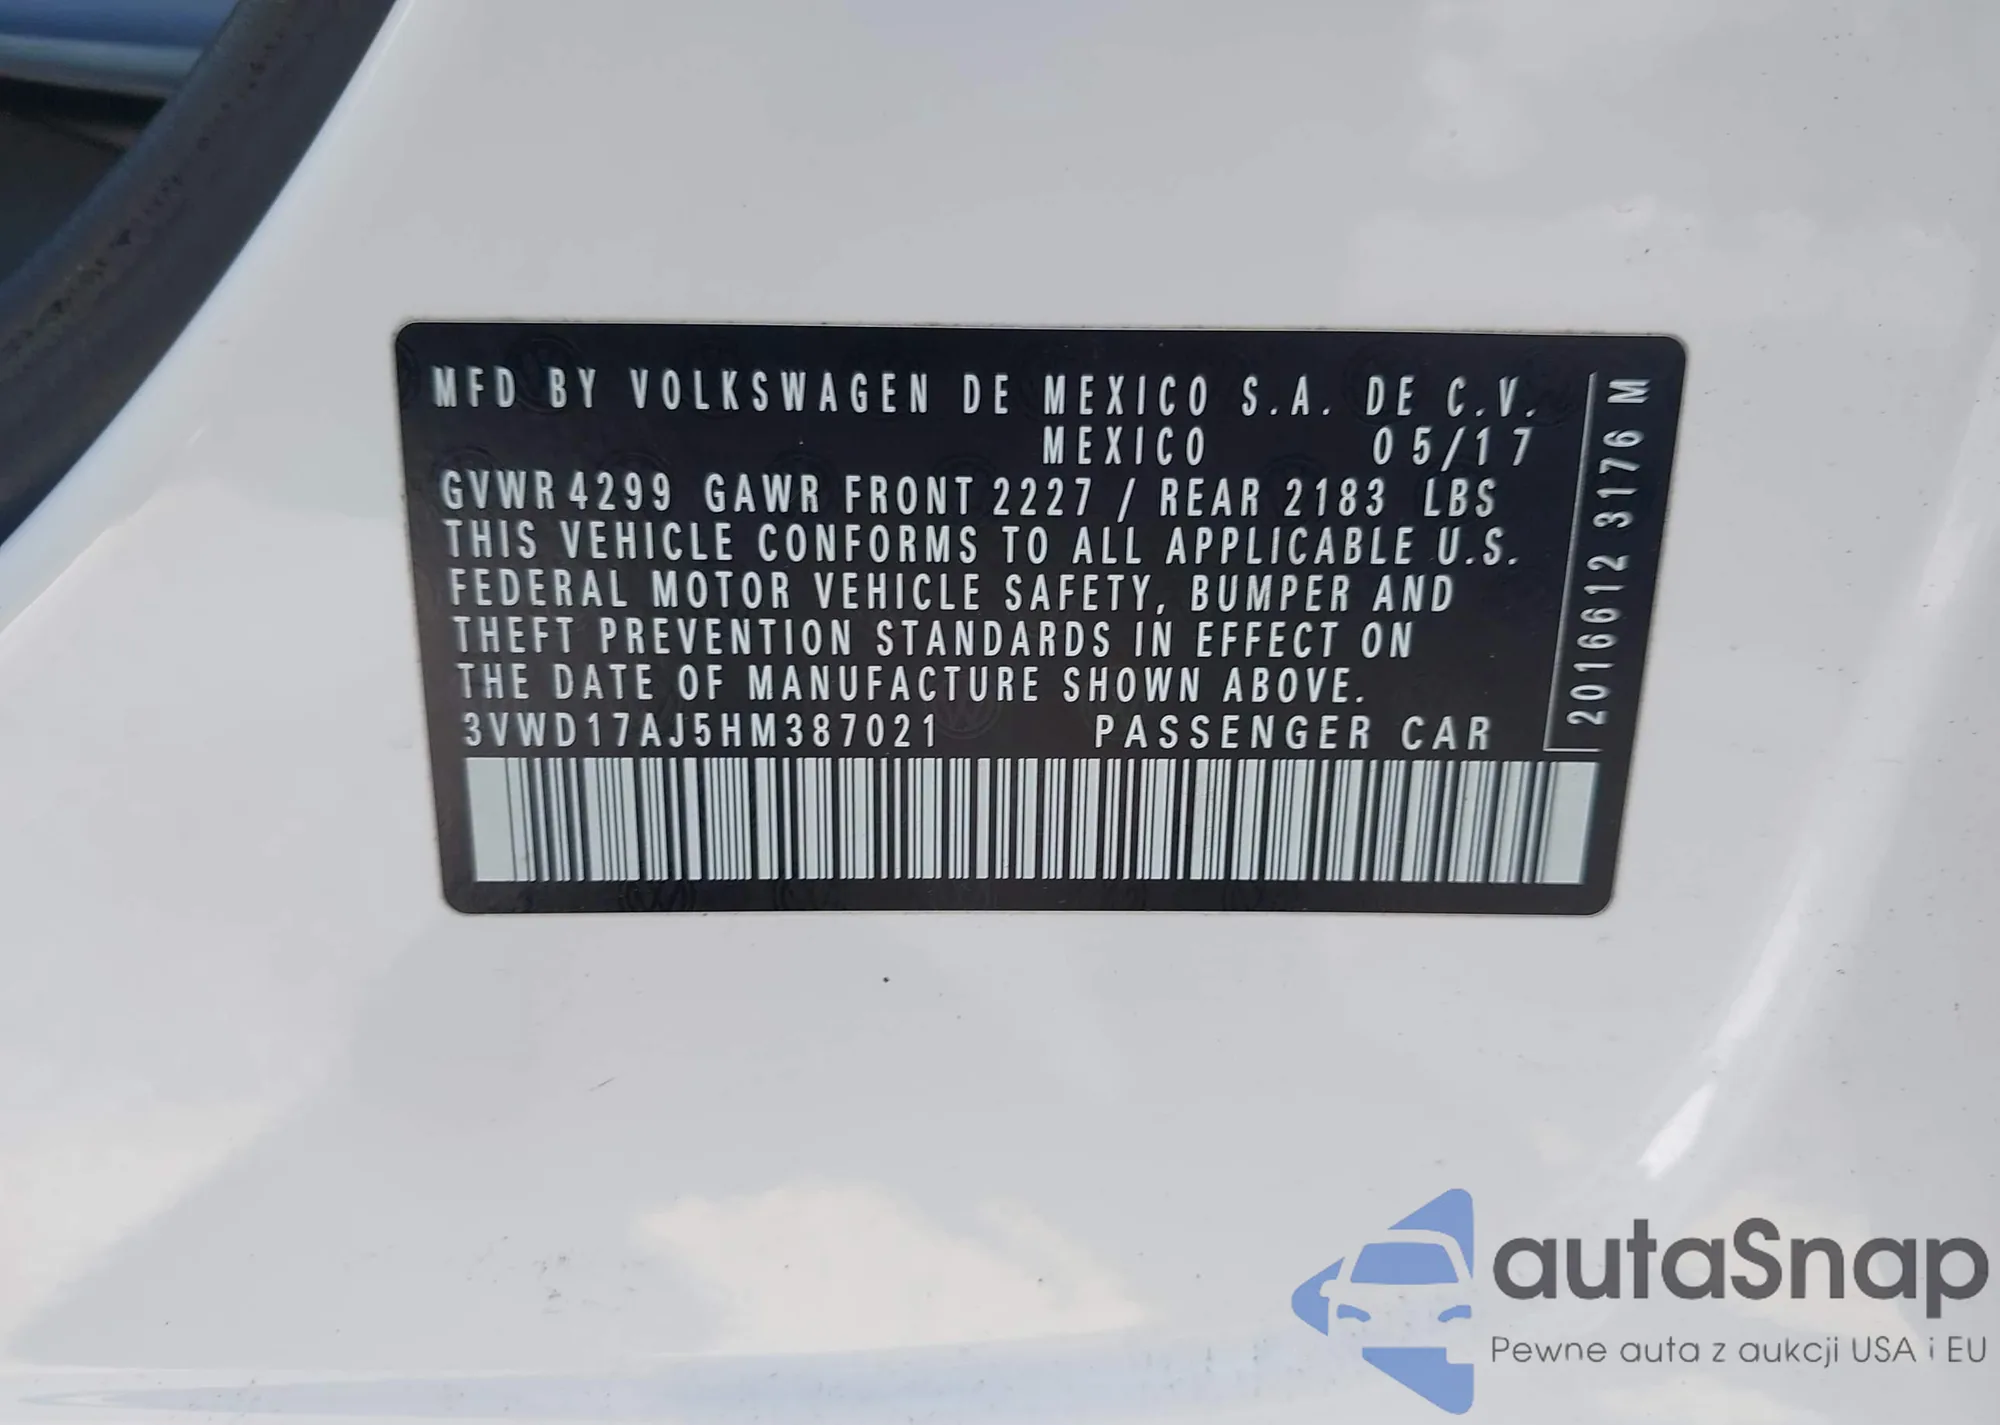 MFD BY VOLKSWAGEN DE MEXICO S.A. DE C.V.
MEXICO 05/17
GVWR 4299 GAWR FRONT 2227 / REAR 2183 LBS
THIS VEHICLE CONFORMS TO ALL APPLICABLE U.S.
FEDERAL MOTOR VEHICLE SAFETY, BUMPER AND
THEFT PREVENTION STANDARDS IN EFFECT ON
THE DATE OF MANUFACTURE SHOWN ABOVE.
3VWD17AJ5HM387021 PASSENGER CAR
2016612 3176 M
autaSnap
Pewne auta z aukcji USA i EU